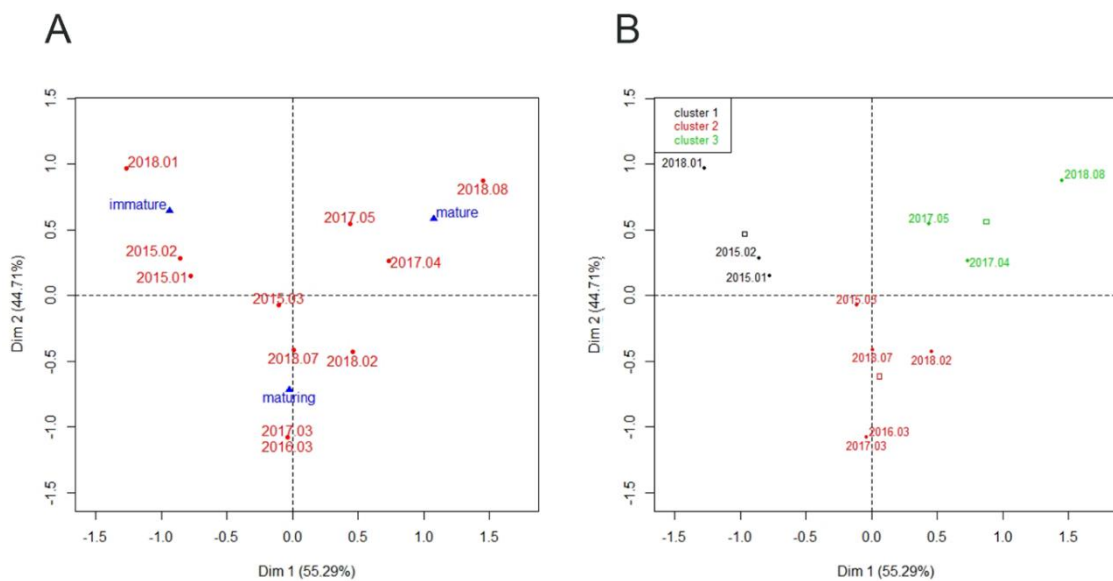 A
1.5
1.0
0.5
0.0
-0.5
-1.0
-1.5
Dim 2 (44.71%)
2018.01
immature
2015.02
2015.01
2018.08
mature
2017.05
2017.04
2015.03
2018.07
2018.02
maturing
2017.03
2016.03
-1.5 -1.0 -0.5 0.0 0.5 1.0 1.5
Dim 1 (55.29%)
B
1.5
1.0
0.5
0.0
-0.5
-1.0
-1.5
Dim 2 (44.71%)
cluster 1
cluster 2
cluster 3
2018.01
2018.08
2017.05
2015.02
2017.04
2015.01
2015.03
2018.07
2018.02
2016.03
2017.03
-1.5 -1.0 -0.5 0.0 0.5 1.0 1.5
Dim 1 (55.29%)